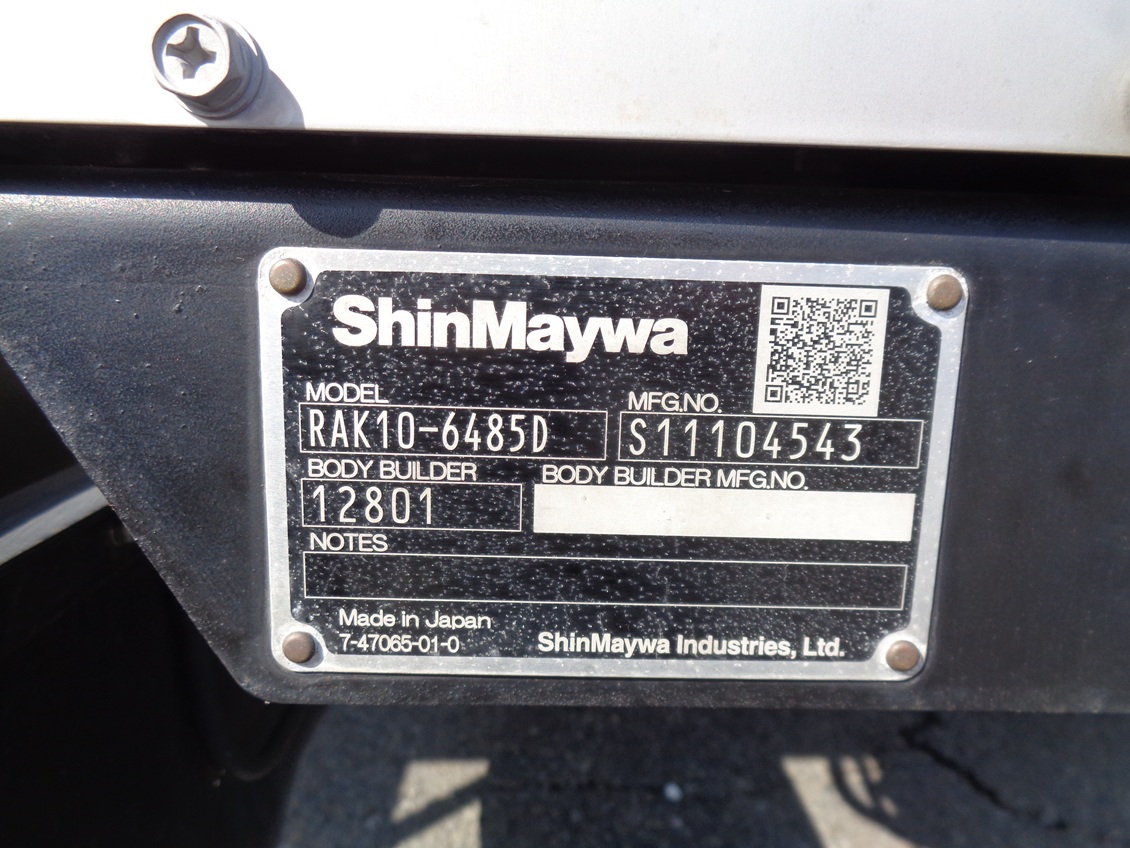 ShinMaywa
MODEL MFG.NO.
RAK10-6485D S11104543
BODY BUILDER BODY BUILDER MFG.NO.
12801
NOTES
Made in Japan
7-47065-01-0 ShinMaywa Industries, Ltd.